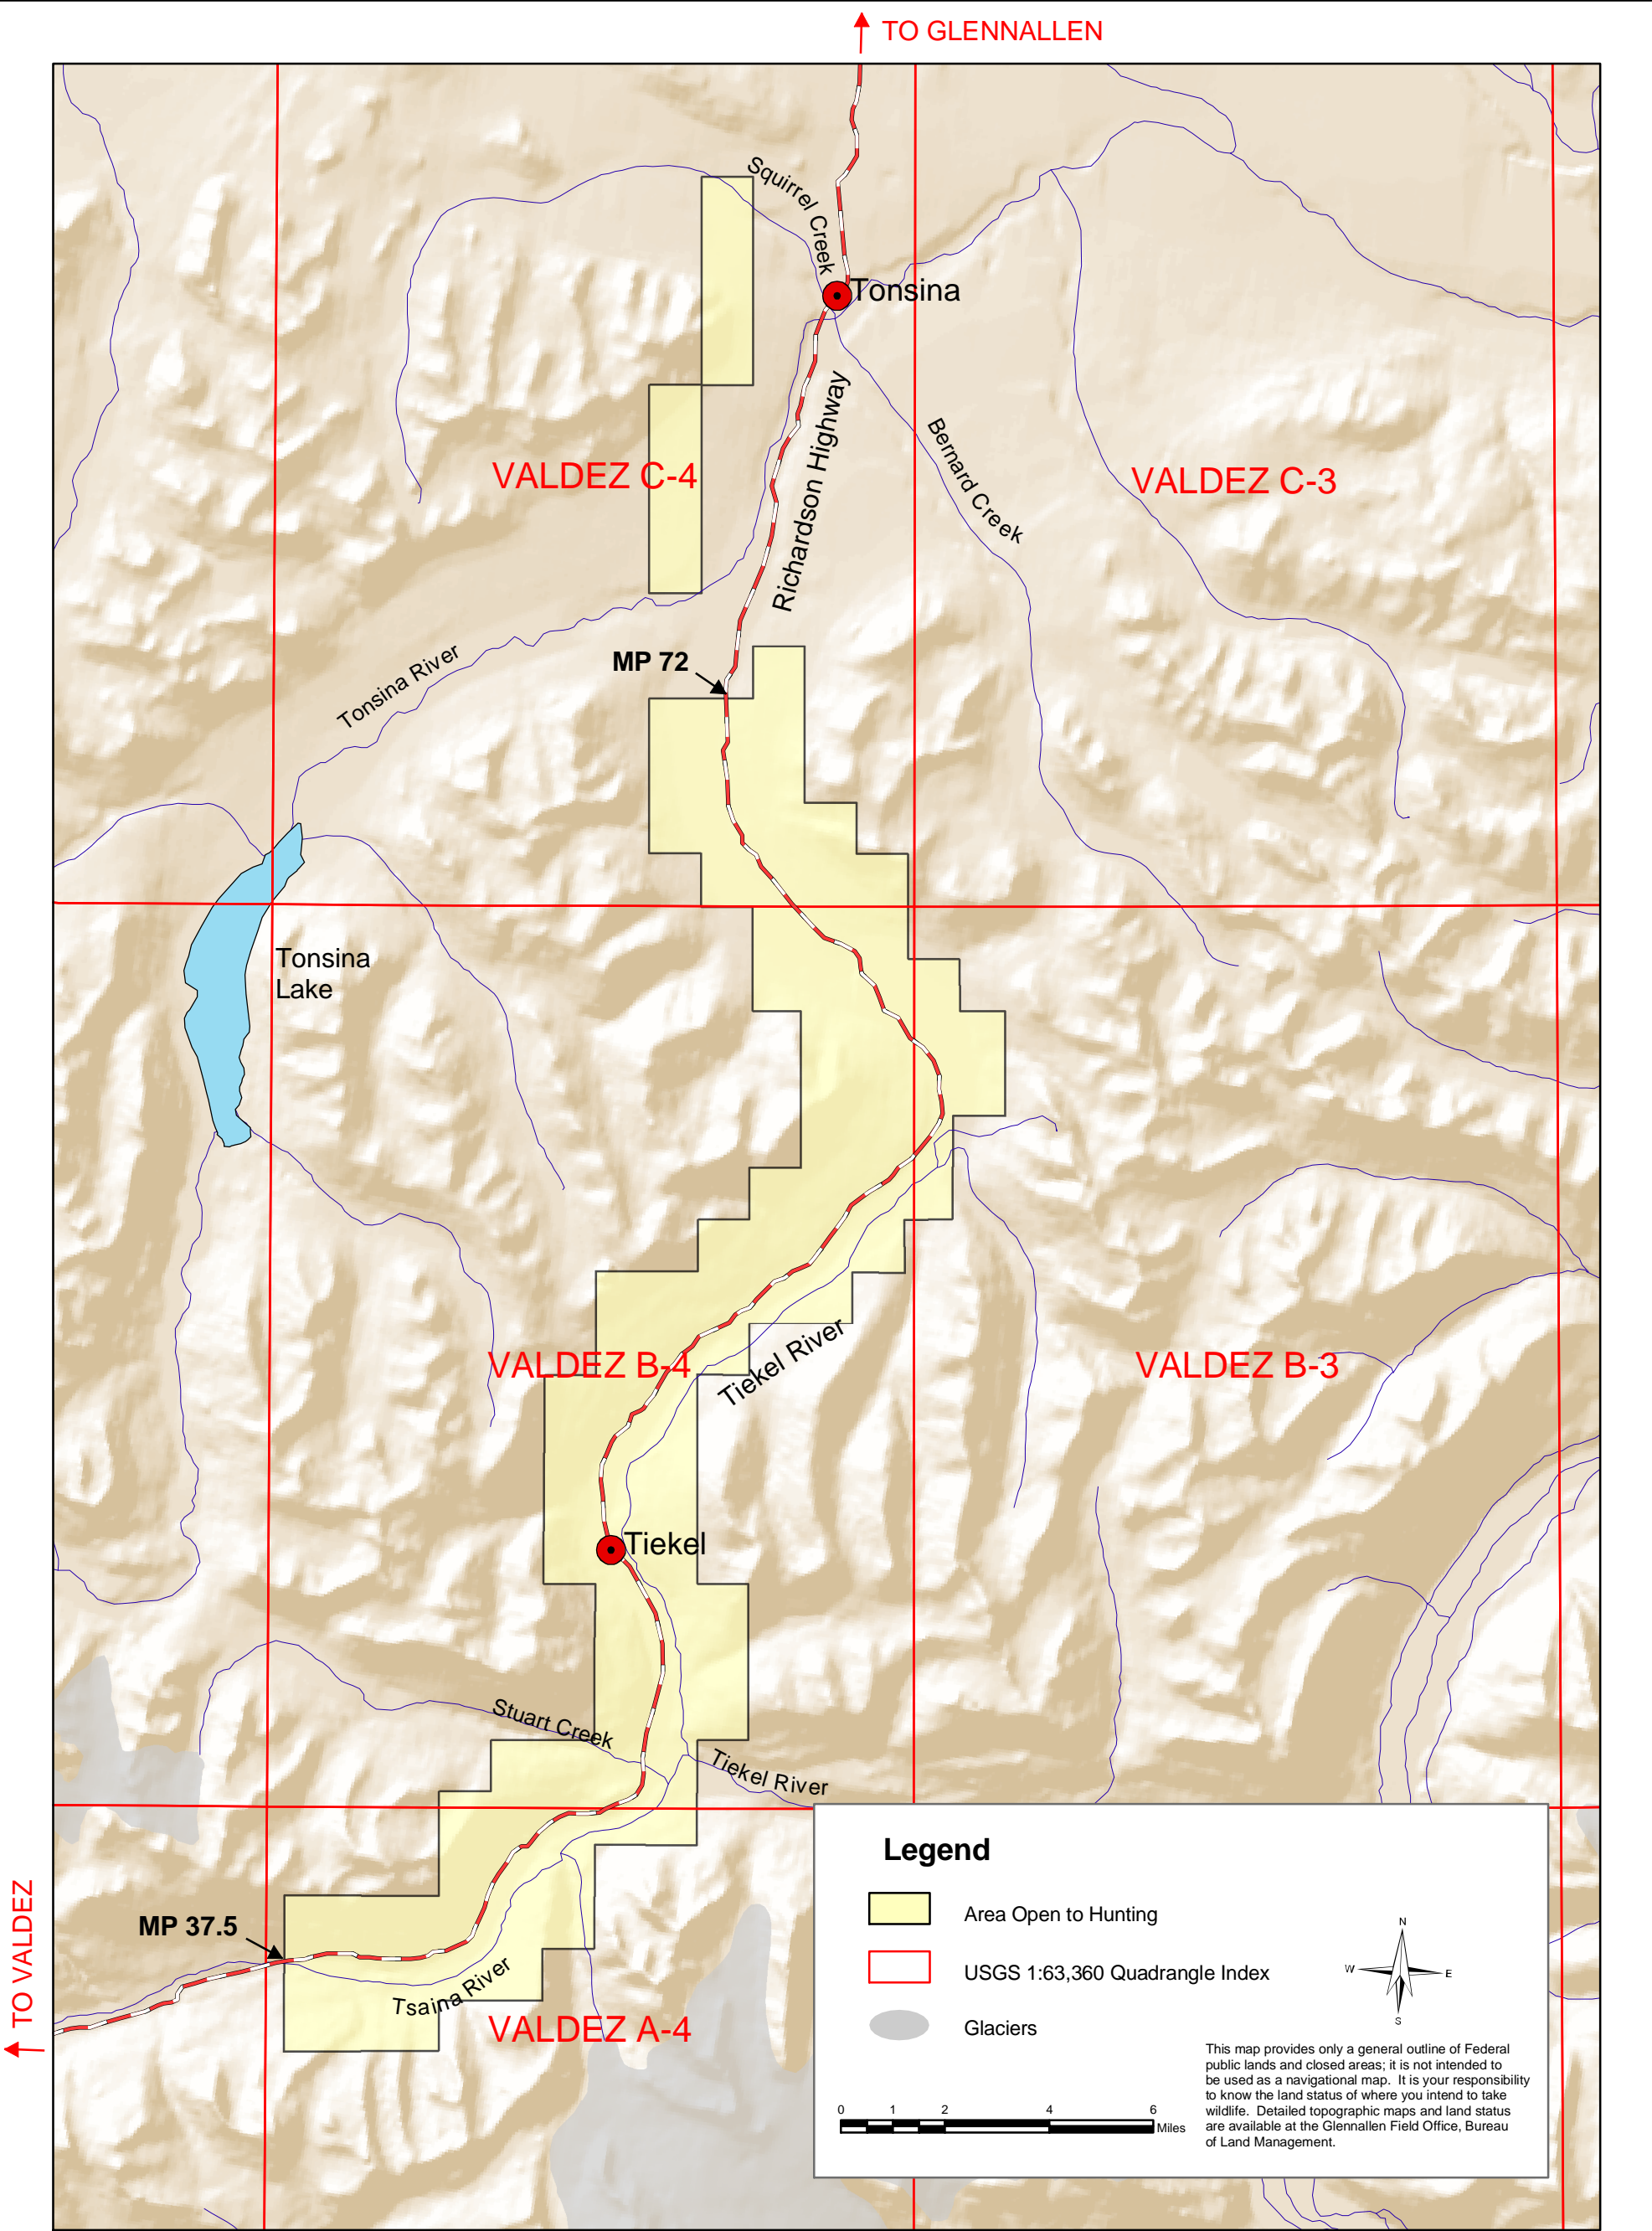 TO GLENNALLEN
Squirrel Creek
Tonsina
Richardson Highway
Bernard Creek
VALDEZ C-4
VALDEZ C-3
MP 72
Tonsina River
Tonsina
Lake
VALDEZ B-4
Tiekel River
VALDEZ B-3
Tiekel
Stuart Creek
Tiekel River
MP 37.5
TO VALDEZ
Tsaina River
VALDEZ A-4
Legend
Area Open to Hunting
USGS 1:63,360 Quadrangle Index
Glaciers
N
W
E
S
0 1 2 4 6
Miles
This map provides only a general outline of Federal
public lands and closed areas; it is not intended to
be used as a navigational map. It is your responsibility
to know the land status of where you intend to take
wildlife. Detailed topographic maps and land status
are available at the Glennallen Field Office, Bureau
of Land Management.